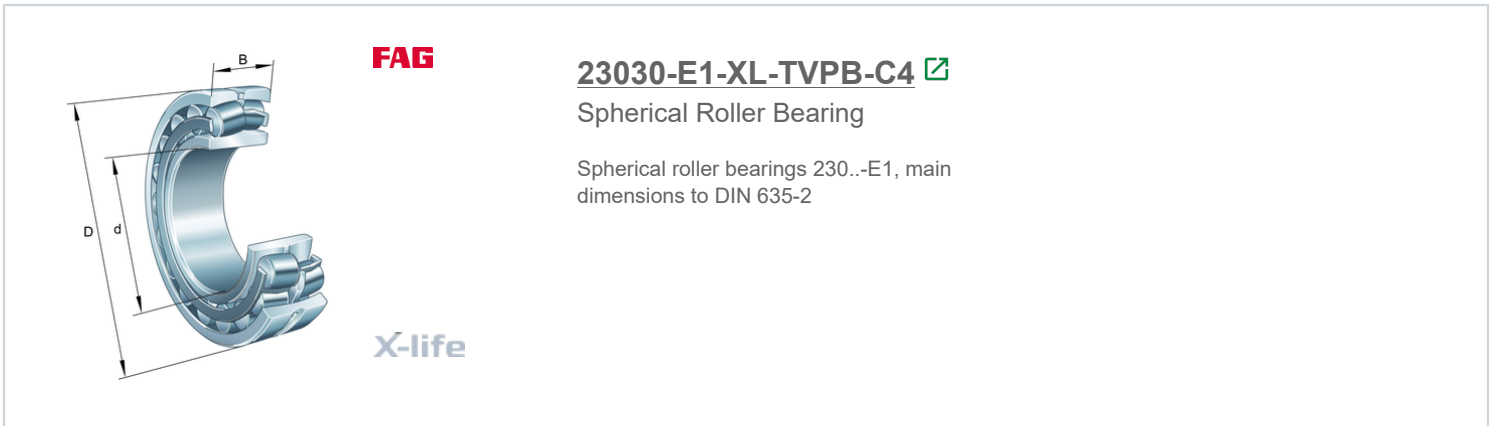 B
FAG
23030-E1-XL-TVPB-C4
Spherical Roller Bearing
Spherical roller bearings 230..-E1, main
dimensions to DIN 635-2
D
d
X-life